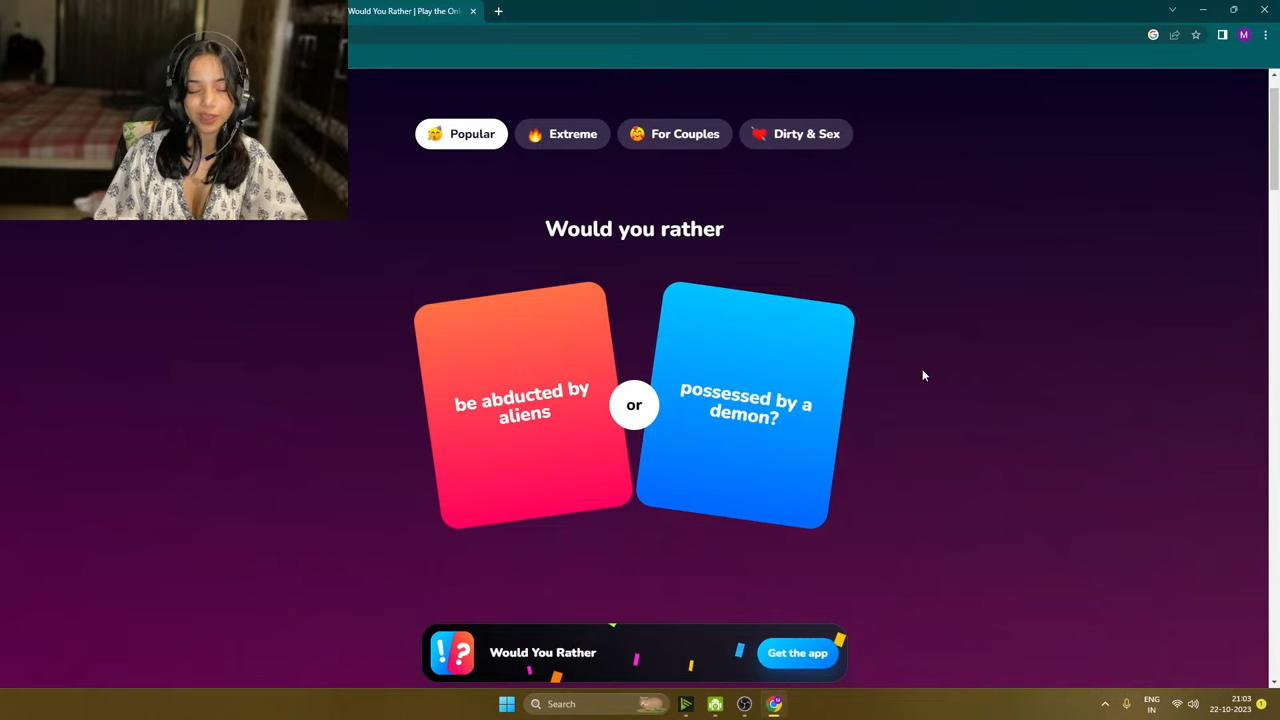 Would You Rather | Play the Onl
M
Popular
Extreme
For Couples
Dirty & Sex
Would you rather
be abducted by
aliens
or
possessed by a
demon?
!?
Would You Rather
Get the app
Search
ENG
IN
21:03
22-10-2023